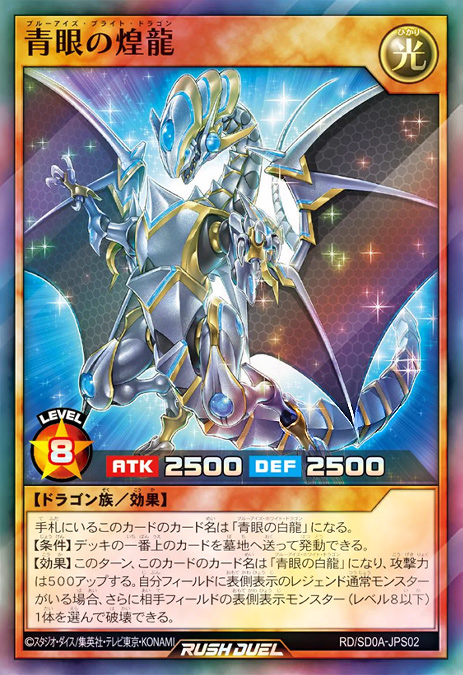 ブルーアイズ・ブライト・ドラゴン
青眼の煌龍
ひかり
光
LEVEL
8
ATK 2500 DEF 2500
【ドラゴン族／効果】
手札にいるこのカードのカード名は「青眼の白龍」になる。
【条件】デッキの一番上のカードを墓地へ送って発動できる。
【効果】このターン、このカードのカード名は「青眼の白龍」になり、攻撃力
は500アップする。自分フィールドに表側表示のレジェンド通常モンスター
がいる場合、さらに相手フィールドの表側表示モンスター（レベル8以下）
1体を選んで破壊できる。
©スタジオ・ダイス/集英社・テレビ東京・KONAMI
RUSH DUEL
RD/SD0A-JPS02